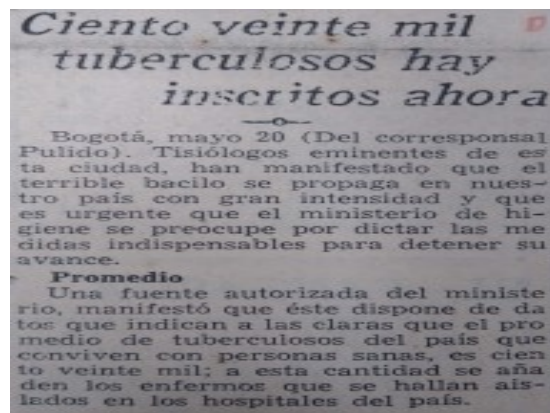 Ciento veinte mil
tuberculosos hay
inscritos ahora
Bogotá, mayo 20 (Del corresponsal
Pulido). Tisiólogos eminentes de es
ta ciudad, han manifestado que el
terrible bacilo se propaga en nues-
tro país con gran intensidad y que
es urgente que el ministerio de hi-
giene se preocupe por dictar las me
didas indispensables para detener su
avance.
Promedio
Una fuente autorizada del ministe
rio, manifestó que éste dispone de da
tos que indican a las claras que el pro
medio de tuberculosos del país que
conviven con personas sanas, es cien
to veinte mil; a esta cantidad se aña
den los enfermos que se hallan ais-
lados en los hospitales del país.